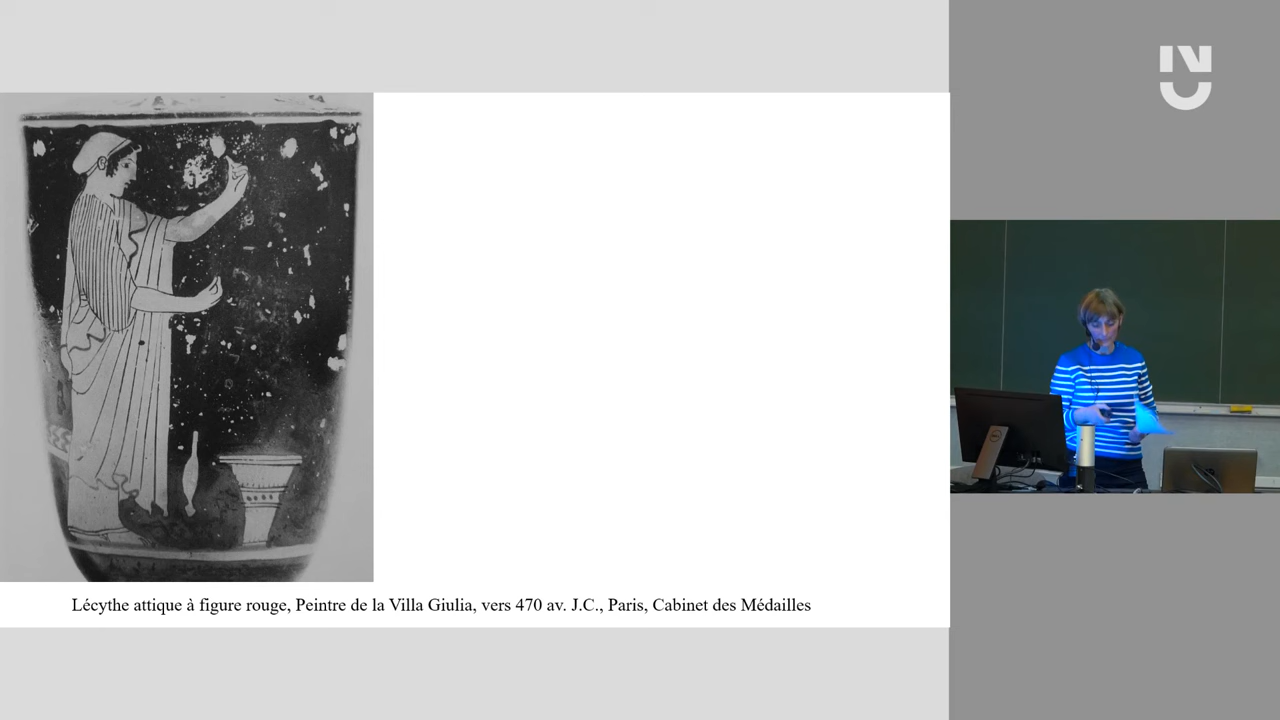 Lécythe attique à figure rouge, Peintre de la Villa Giulia, vers 470 av. J.C., Paris, Cabinet des Médailles